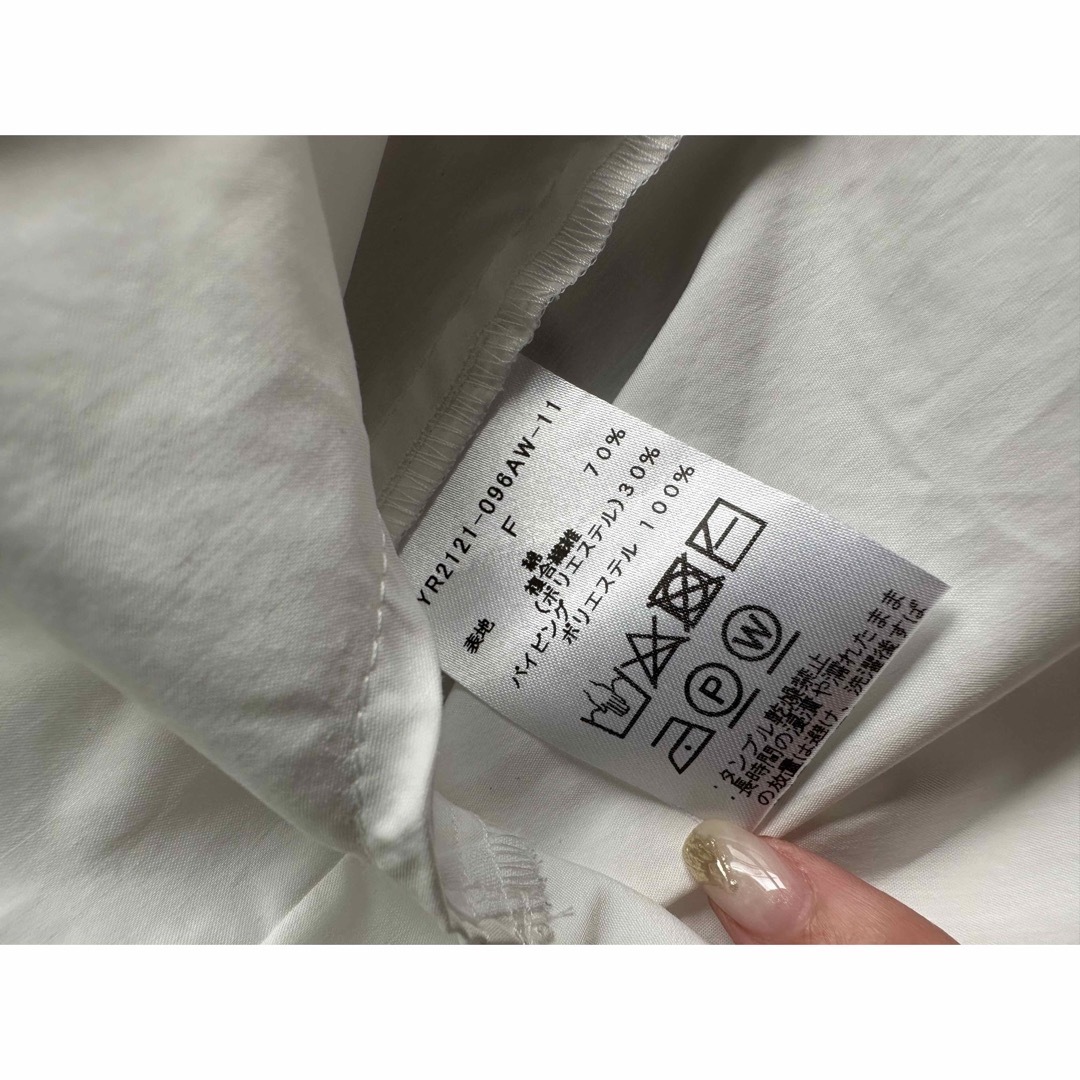 YR2121-096AW-11
F
表地 綿 70%
複合繊維
(ポリエステル)30%
パイピング
ポリエステル 100%
P W
・タンブル乾燥禁止
・長時間の浸漬や濡れたまま
の放置は避け、洗濯後すぐ